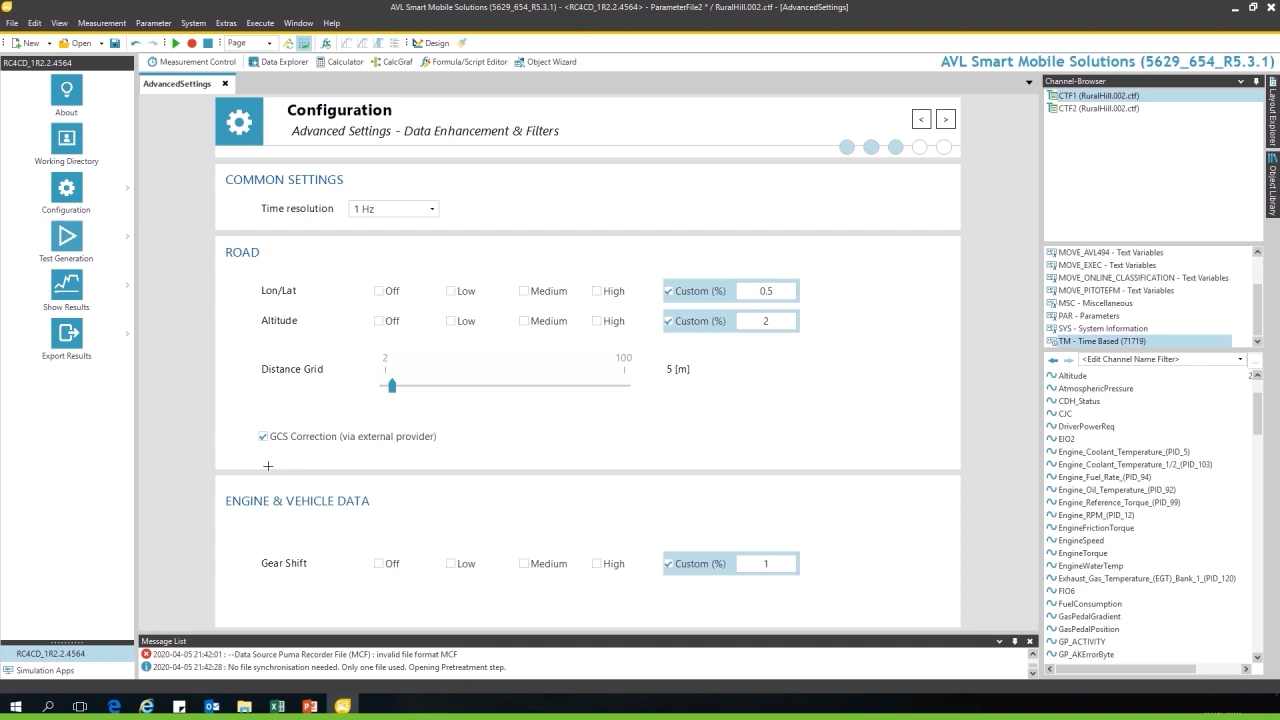 AVL Smart Mobile Solutions (5629_654_R5.3.1) - <RC4CD_1R2.2.4564> - ParameterFile2 * / RuralHill.002.ctf - [AdvancedSettings]
File Edit View Measurement Parameter System Extras Execute Window Help
New Open Page Design
RC4CD_1R2.2.4564 Measurement Control Data Explorer Calculator CalcGraf Formula/Script Editor Object Wizard AVL Smart Mobile Solutions (5629_654_R5.3.1)
AdvancedSettings x
Channel-Browser
CTF1 (RuralHill.002.ctf)
CTF2 (RuralHill.002.ctf)
Layout Explorer
Object Library
About
Working Directory
Configuration
Test Generation
Show Results
Export Results
Configuration
Advanced Settings - Data Enhancement & Filters
< >
COMMON SETTINGS
Time resolution 1 Hz
ROAD
Lon/Lat Off Low Medium High Custom (%) 0.5
Altitude Off Low Medium High Custom (%) 2
2 100
Distance Grid 5 [m]
GCS Correction (via external provider)
ENGINE & VEHICLE DATA
Gear Shift Off Low Medium High Custom (%) 1
MOVE_AVL494 - Text Variables
MOVE_EXEC - Text Variables
MOVE_ONLINE_CLASSIFICATION - Text Variables
MOVE_PITOTEFM - Text Variables
MSC - Miscellaneous
PAR - Parameters
SYS - System Information
TM - Time Based (71719)
<Edit Channel Name Filter> ...
Altitude 2
AtmosphericPressure
CDH_Status
CJC
DriverPowerReq
EIO2
Engine_Coolant_Temperature_(PID_5)
Engine_Coolant_Temperature_1/2_(PID_103)
Engine_Fuel_Rate_(PID_94)
Engine_Oil_Temperature_(PID_92)
Engine_Reference_Torque_(PID_99)
Engine_RPM_(PID_12)
EngineFrictionTorque
EngineSpeed
EngineTorque
EngineWaterTemp
Exhaust_Gas_Temperature_(EGT)_Bank_1_(PID_120)
FIO6
FuelConsumption
GasPedalGradient
GasPedalPosition
GP_ACTIVITY
GP_AKErrorByte
Message List
2020-04-05 21:42:01 : --Data Source Puma Recorder File (MCF) : invalid file format MCF
2020-04-05 21:42:28 : No file synchronisation needed. Only one file used. Opening Pretreatment step.
RC4CD_1R2.2.4564
Simulation Apps